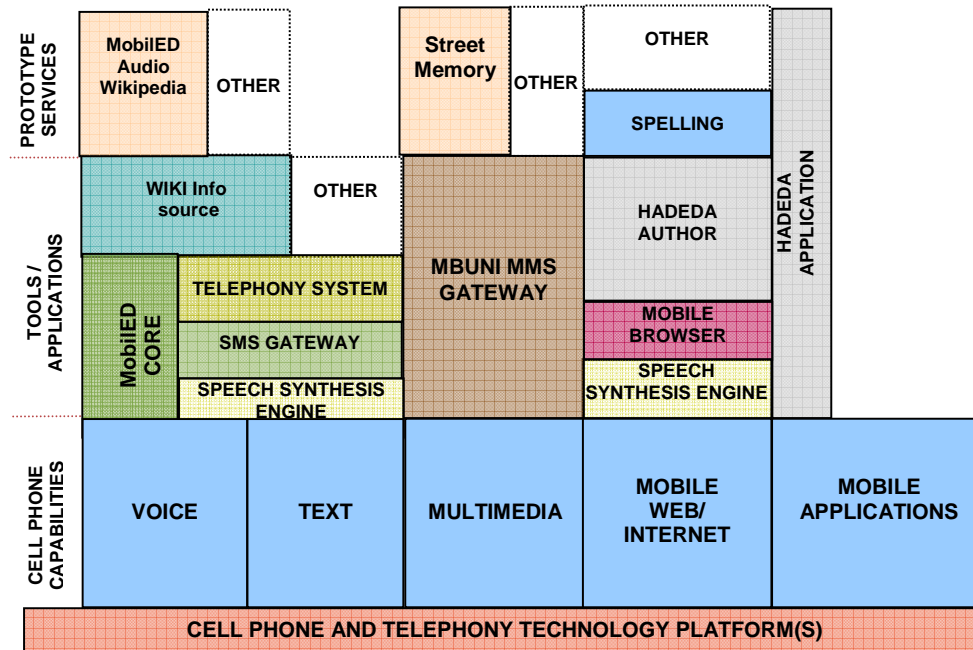 PROTOTYPE
SERVICES
MobilED
Audio
Wikipedia
OTHER
Street
Memory
OTHER
OTHER
SPELLING
HADEDA
APPLICATION
TOOLS /
APPLICATIONS
WIKI Info
source
OTHER
MobilED
CORE
TELEPHONY SYSTEM
SMS GATEWAY
SPEECH SYNTHESIS
ENGINE
MBUNI MMS
GATEWAY
HADEDA
AUTHOR
MOBILE
BROWSER
SPEECH
SYNTHESIS ENGINE
CELL PHONE
CAPABILITIES
VOICE
TEXT
MULTIMEDIA
MOBILE
WEB/
INTERNET
MOBILE
APPLICATIONS
CELL PHONE AND TELEPHONY TECHNOLOGY PLATFORM(S)